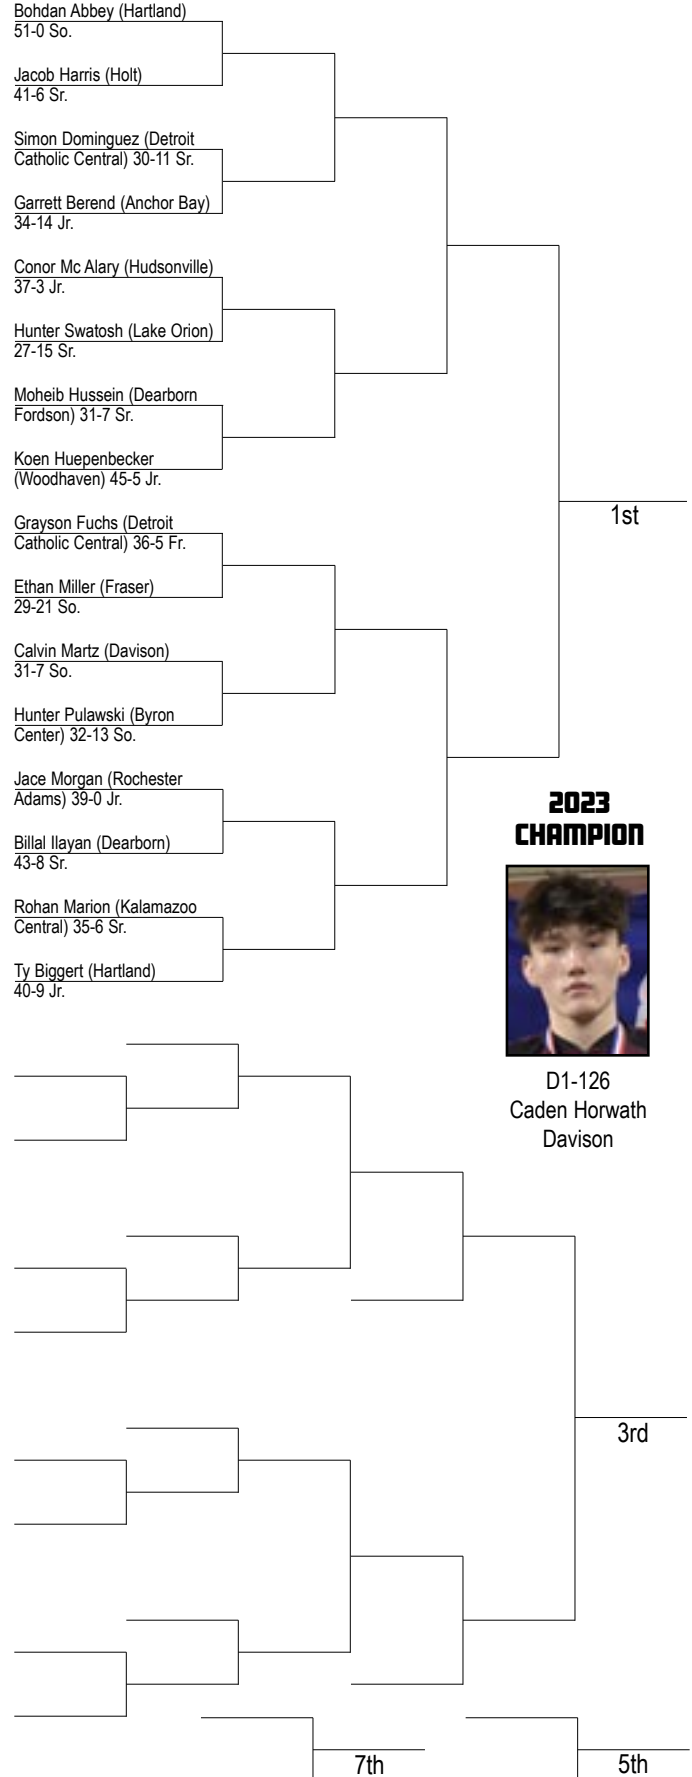 Bohdan Abbey (Hartland)
51-0 So.
Jacob Harris (Holt)
41-6 Sr.
Simon Dominguez (Detroit
Catholic Central) 30-11 Sr.
Garrett Berend (Anchor Bay)
34-14 Jr.
Conor Mc Alary (Hudsonville)
37-3 Jr.
Hunter Swatosh (Lake Orion)
27-15 Sr.
Moheib Hussein (Dearborn
Fordson) 31-7 Sr.
Koen Huepenbecker
(Woodhaven) 45-5 Jr.
Grayson Fuchs (Detroit
Catholic Central) 36-5 Fr.
Ethan Miller (Fraser)
29-21 So.
Calvin Martz (Davison)
31-7 So.
Hunter Pulawski (Byron
Center) 32-13 So.
Jace Morgan (Rochester
Adams) 39-0 Jr.
Billal Ilayan (Dearborn)
43-8 Sr.
Rohan Marion (Kalamazoo
Central) 35-6 Sr.
Ty Biggert (Hartland)
40-9 Jr.
1st
2023
CHAMPION
D1-126
Caden Horwath
Davison
3rd
7th
5th